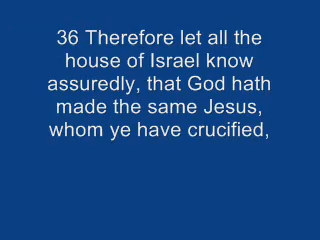 36 Therefore let all the
house of Israel know
assuredly, that God hath
made the same Jesus,
whom ye have crucified,